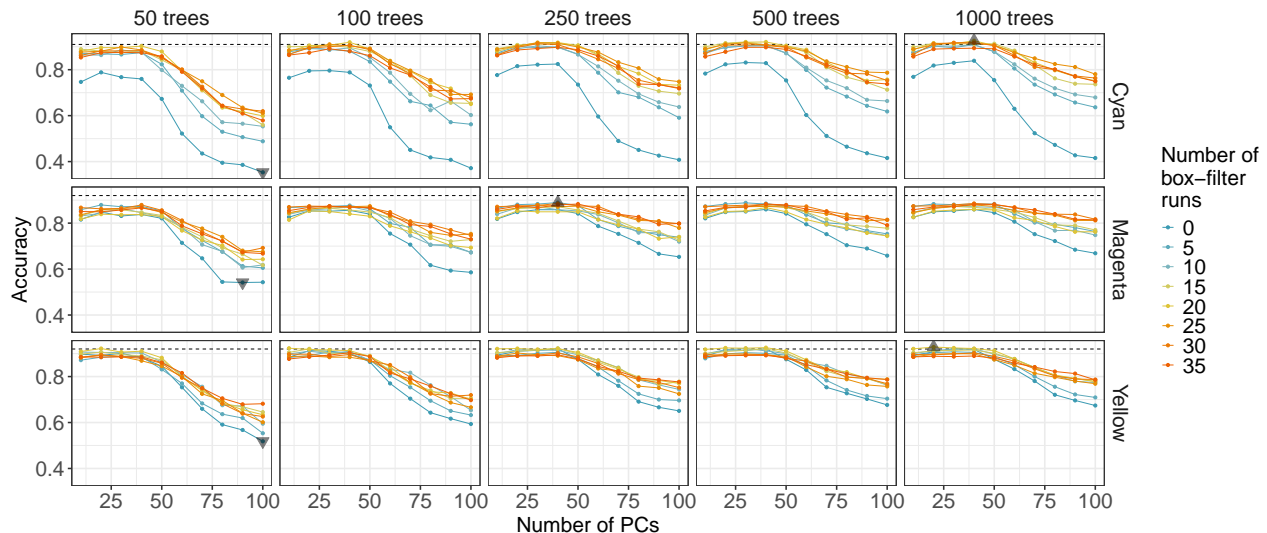 50 trees 100 trees 250 trees 500 trees 1000 trees
0.8
0.6
0.4
Cyan
0.8
0.6
0.4
Magenta
0.8
0.6
0.4
Yellow
Accuracy
25 50 75 100 25 50 75 100 25 50 75 100 25 50 75 100 25 50 75 100
Number of PCs
Number of
box−filter
runs
0
5
10
15
20
25
30
35